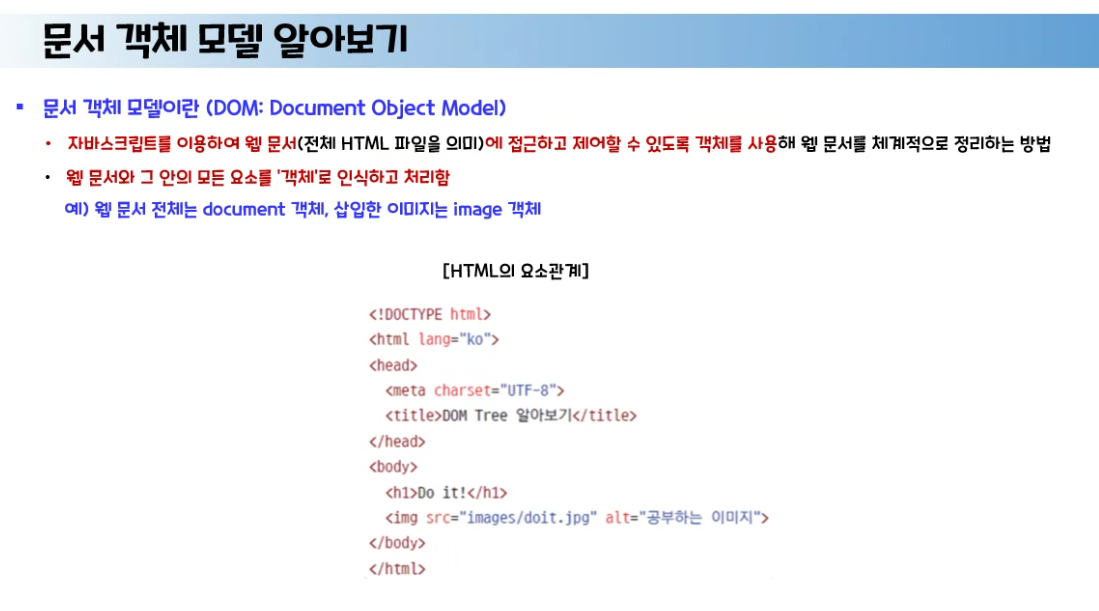 문서 객체 모델 알아보기
▪ 문서 객체 모델이란 (DOM: Document Object Model)
• 자바스크립트를 이용하여 웹 문서(전체 HTML 파일을 의미)에 접근하고 제어할 수 있도록 객체를 사용해 웹 문서를 체계적으로 정리하는 방법
• 웹 문서와 그 안의 모든 요소를 '객체'로 인식하고 처리함
예) 웹 문서 전체는 document 객체, 삽입한 이미지는 image 객체
[HTML의 요소관계]
<!DOCTYPE html>
<html lang="ko">
<head>
  <meta charset="UTF-8">
  <title>DOM Tree 알아보기</title>
</head>
<body>
  <h1>Do it!</h1>
  <img src="images/doit.jpg" alt="공부하는 이미지">
</body>
</html>